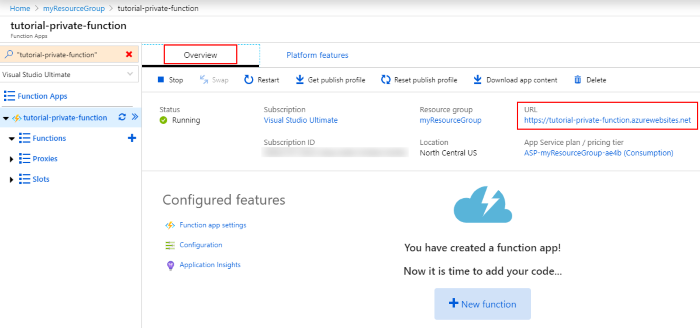 Home > myResourceGroup > tutorial-private-function
tutorial-private-function
Function Apps
"tutorial-private-function"
Visual Studio Ultimate
Function Apps
tutorial-private-function
Functions
Proxies
Slots
Overview
Platform features
Stop
Swap
Restart
Get publish profile
Reset publish profile
Download app content
Delete
Status
Running
Subscription
Visual Studio Ultimate
Subscription ID
Resource group
myResourceGroup
Location
North Central US
URL
https://tutorial-private-function.azurewebsites.net
App Service plan / pricing tier
ASP-myResourceGroup-ae4b (Consumption)
Configured features
Function app settings
Configuration
Application Insights
You have created a function app!
Now it is time to add your code...
New function